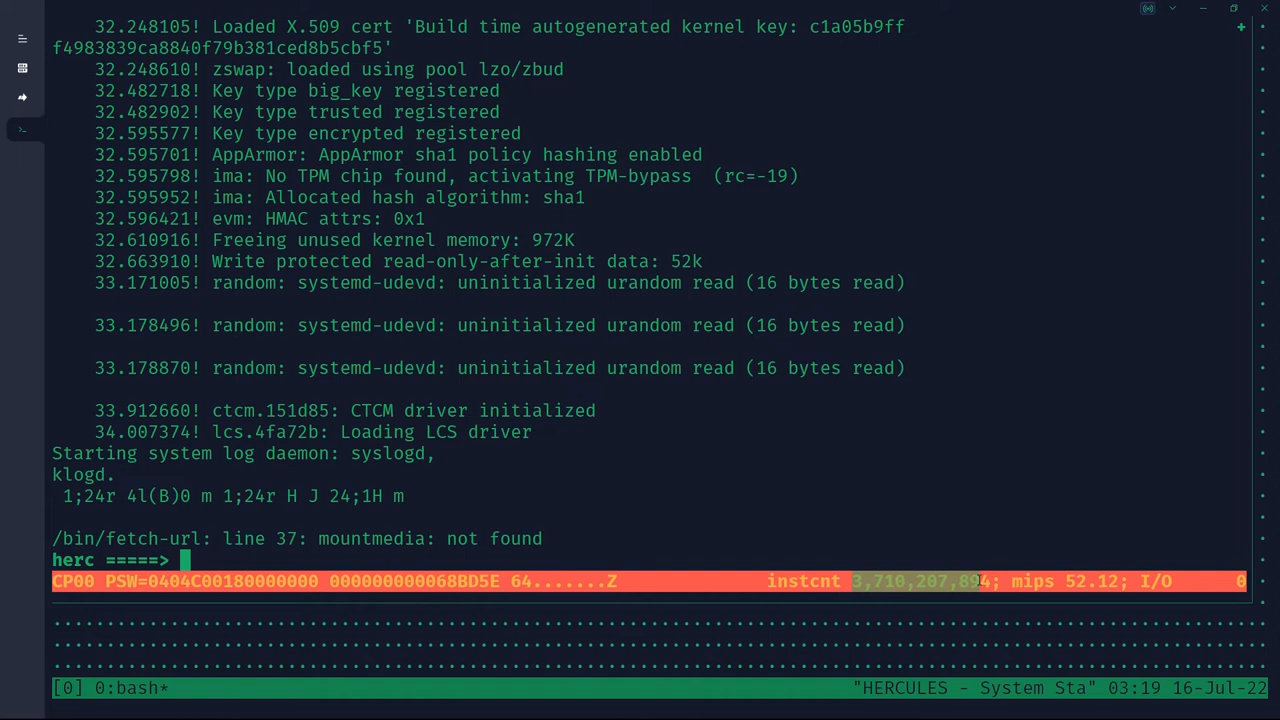 32.248105! Loaded X.509 cert 'Build time autogenerated kernel key: c1a05b9ff
f4983839ca8840f79b381ced8b5cbf5'
32.248610! zswap: loaded using pool lzo/zbud
32.482718! Key type big_key registered
32.482902! Key type trusted registered
32.595577! Key type encrypted registered
32.595701! AppArmor: AppArmor sha1 policy hashing enabled
32.595798! ima: No TPM chip found, activating TPM-bypass  (rc=-19)
32.595952! ima: Allocated hash algorithm: sha1
32.596421! evm: HMAC attrs: 0x1
32.610916! Freeing unused kernel memory: 972K
32.663910! Write protected read-only-after-init data: 52k
33.171005! random: systemd-udevd: uninitialized urandom read (16 bytes read)
33.178496! random: systemd-udevd: uninitialized urandom read (16 bytes read)
33.178870! random: systemd-udevd: uninitialized urandom read (16 bytes read)
33.912660! ctcm.151d85: CTCM driver initialized
34.007374! lcs.4fa72b: Loading LCS driver
Starting system log daemon: syslogd,
klogd.
1;24r 4l(B)0 m 1;24r H J 24;1H m
/bin/fetch-url: line 37: mountmedia: not found
herc =====>
CP00 PSW=0404C00180000000 000000000068BD5E 64.......Z instcnt 3,710,207,894; mips 52.12; I/O 0
[0] 0:bash* "HERCULES - System Sta" 03:19 16-Jul-22